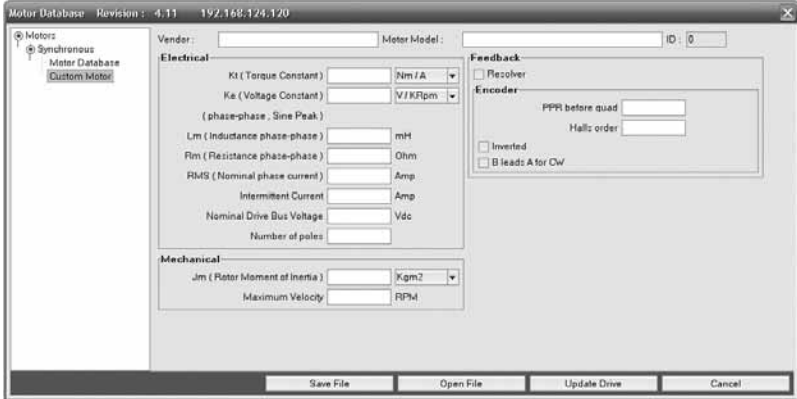 Motor Database Revision : 4.11 192.168.124.120
Motors
Synchronous
Motor Database
Custom Motor
Vendor : Motor Model : ID : 0
Electrical
Kt ( Torque Constant ) Nm / A
Ke ( Voltage Constant ) V / KRpm
( phase-phase , Sine Peak )
Lm ( Inductance phase-phase ) mH
Rm ( Resistance phase-phase ) Ohm
RMS ( Nominal phase current ) Amp
Intermittent Current Amp
Nominal Drive Bus Voltage Vdc
Number of poles
Mechanical
Jm ( Rotor Moment of Inertia ) Kgm2
Maximum Velocity RPM
Feedback
Resolver
Encoder
PPR before quad
Halls order
Inverted
B leads A for CW
Save File Open File Update Drive Cancel